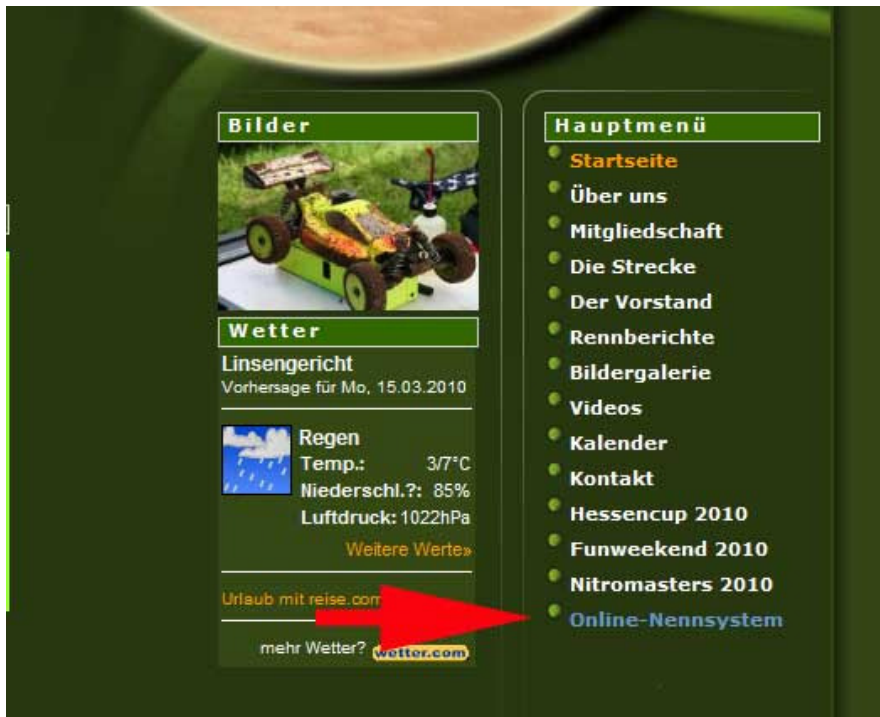 Bilder
Wetter
Linsengericht
Vorhersage für Mo, 15.03.2010
Regen
Temp.: 3/7°C
Niederschl.?: 85%
Luftdruck: 1022hPa
Weitere Werte»
Urlaub mit reise.com
mehr Wetter? wetter.com
Hauptmenü
Startseite
Über uns
Mitgliedschaft
Die Strecke
Der Vorstand
Rennberichte
Bildergalerie
Videos
Kalender
Kontakt
Hessencup 2010
Funweekend 2010
Nitromasters 2010
Online-Nennsystem